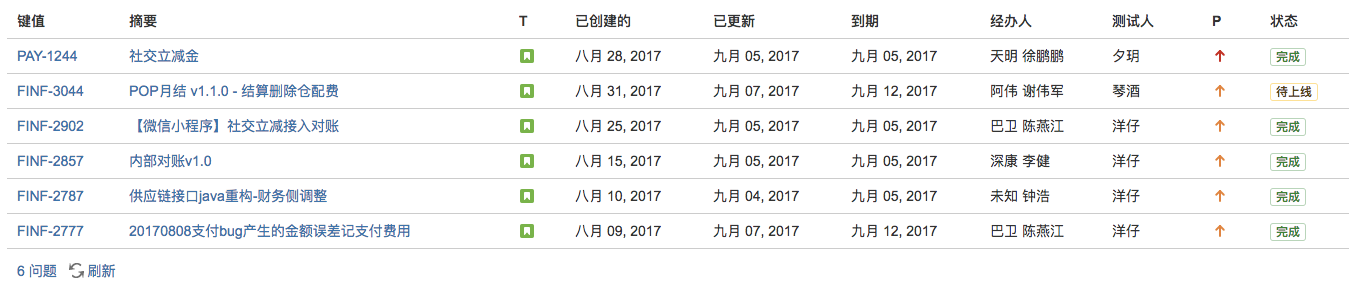 键值 摘要 T 已创建的 已更新 到期 经办人 测试人 P 状态
PAY-1244 社交立减金 八月 28, 2017 九月 05, 2017 九月 05, 2017 天明 徐鹏鹏 夕玥 完成
FINF-3044 POP月结 v1.1.0 - 结算删除仓配费 八月 31, 2017 九月 07, 2017 九月 12, 2017 阿伟 谢伟军 琴酒 待上线
FINF-2902 【微信小程序】社交立减接入对账 八月 25, 2017 九月 05, 2017 九月 05, 2017 巴卫 陈燕江 洋仔 完成
FINF-2857 内部对账v1.0 八月 15, 2017 九月 05, 2017 九月 05, 2017 深康 李健 洋仔 完成
FINF-2787 供应链接口java重构-财务侧调整 八月 10, 2017 九月 04, 2017 九月 05, 2017 未知 钟浩 洋仔 完成
FINF-2777 20170808支付bug产生的金额误差记支付费用 八月 09, 2017 九月 07, 2017 九月 12, 2017 巴卫 陈燕江 洋仔 完成
6 问题 刷新